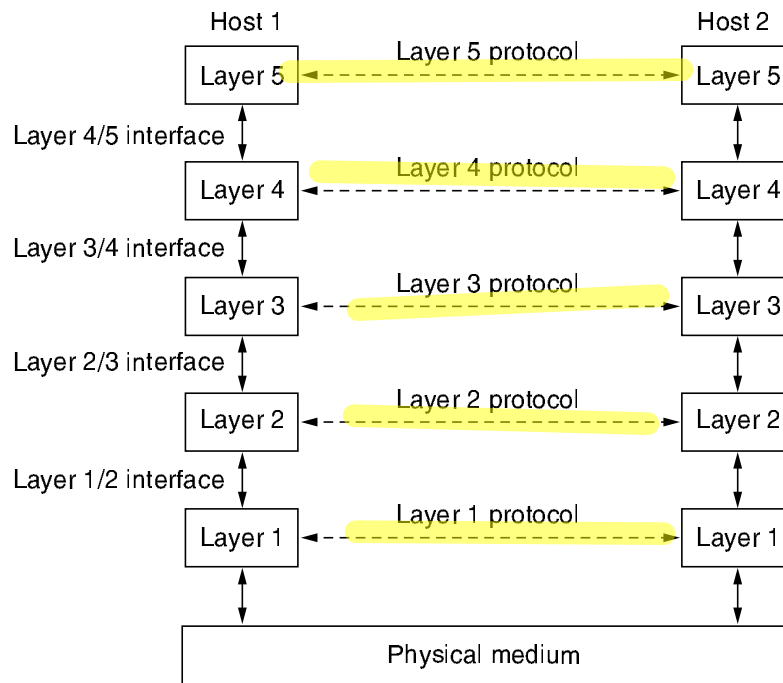 Host 1
Host 2
Layer 5 protocol
Layer 5
Layer 5
Layer 4/5 interface
Layer 4 protocol
Layer 4
Layer 4
Layer 3/4 interface
Layer 3 protocol
Layer 3
Layer 3
Layer 2/3 interface
Layer 2 protocol
Layer 2
Layer 2
Layer 1/2 interface
Layer 1 protocol
Layer 1
Layer 1
Physical medium